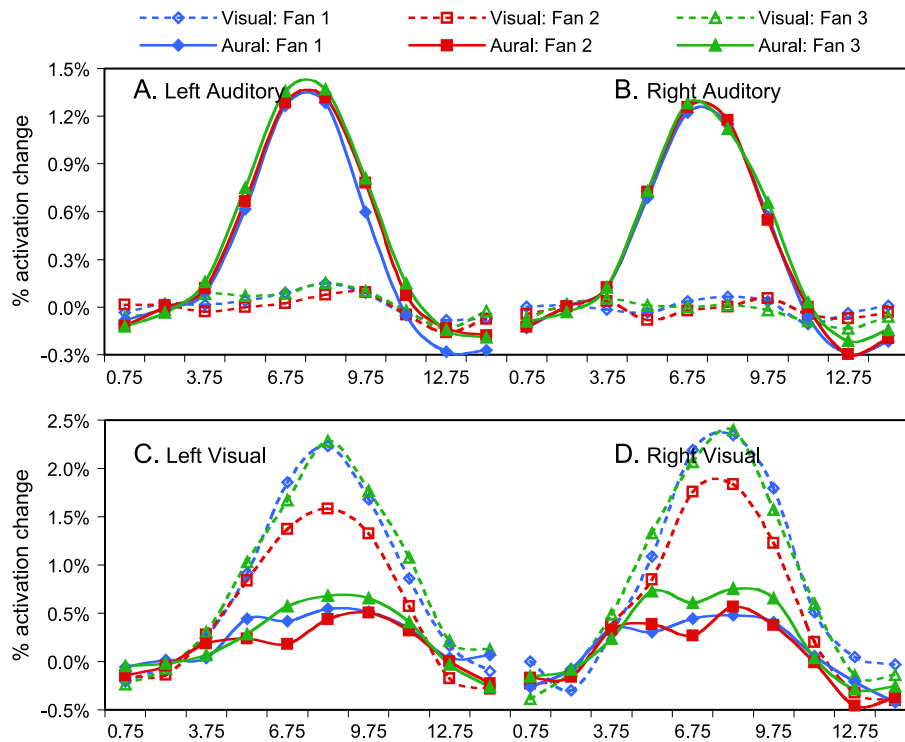 Visual: Fan 1 Visual: Fan 2 Visual: Fan 3
Aural: Fan 1 Aural: Fan 2 Aural: Fan 3
% activation change
1.5%
1.2%
0.9%
0.6%
0.3%
0.0%
-0.3%
A. Left Auditory
B. Right Auditory
0.75 3.75 6.75 9.75 12.75 0.75 3.75 6.75 9.75 12.75
% activation change
2.5%
2.0%
1.5%
1.0%
0.5%
0.0%
-0.5%
C. Left Visual
D. Right Visual
0.75 3.75 6.75 9.75 12.75 0.75 3.75 6.75 9.75 12.75